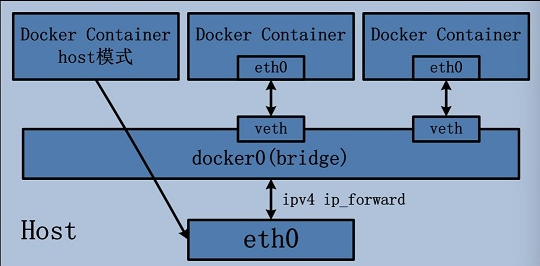 Docker Container
host模式
Docker Container
eth0
Docker Container
eth0
veth
veth
docker0(bridge)
ipv4 ip_forward
Host
eth0